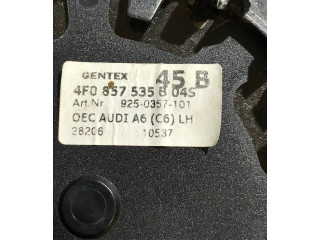 GENTEX 45 B
4F0 857 535 B 04S
Art.Nr 925-0357-101
OEC AUDI A6 (C6) LH
28206 10537